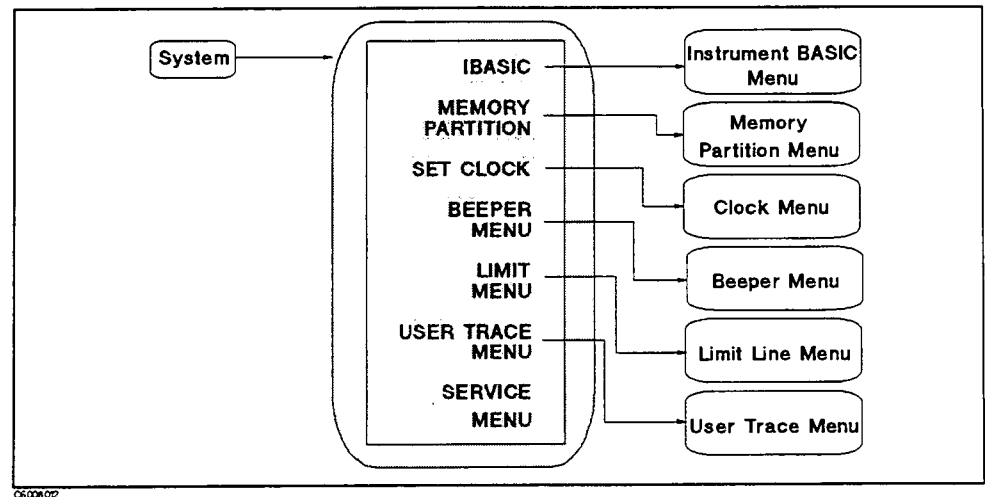 System
IBASIC
MEMORY
PARTITION
SET CLOCK
BEEPER
MENU
LIMIT
MENU
USER TRACE
MENU
SERVICE
MENU
Instrument BASIC
Menu
Memory
Partition Menu
Clock Menu
Beeper Menu
Limit Line Menu
User Trace Menu